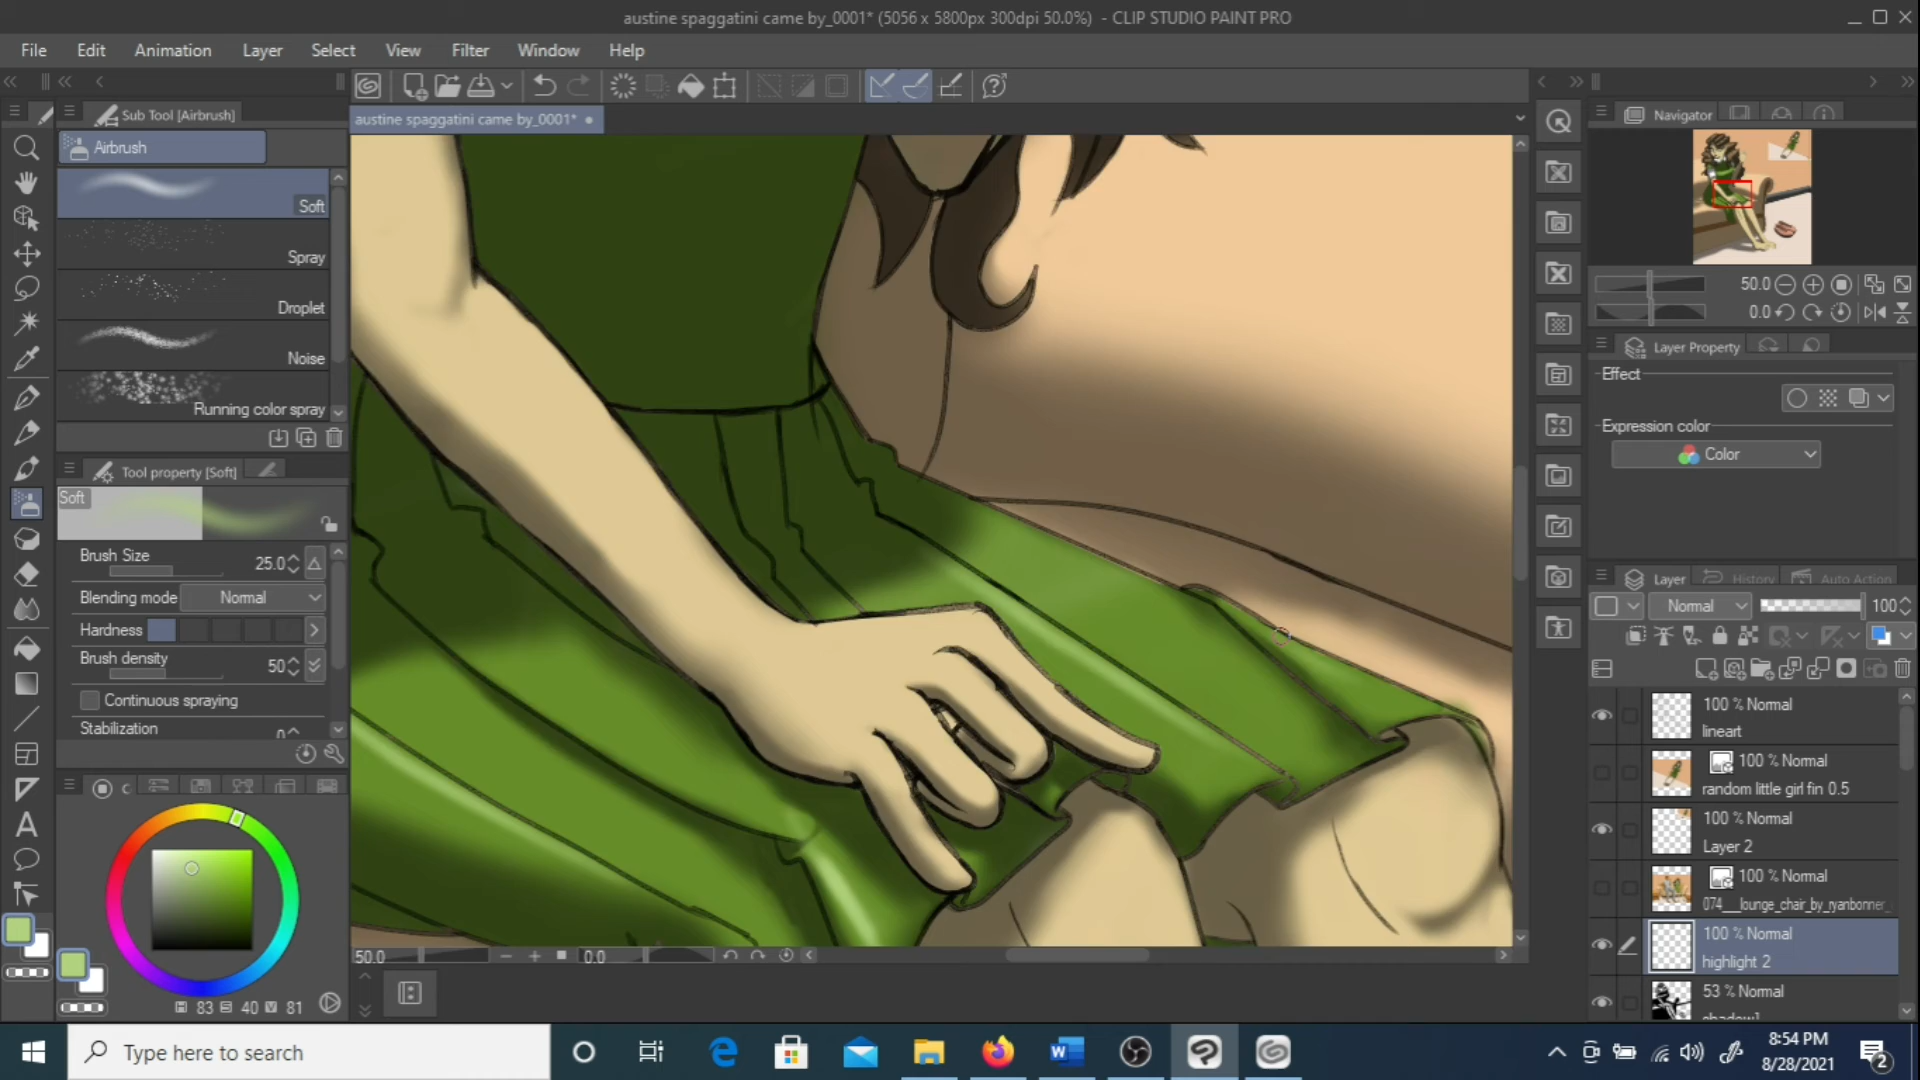 austine spaggatini came by_0001* (5056 x 5800px 300dpi 50.0%) - CLIP STUDIO PAINT PRO
File Edit Animation Layer Select View Filter Window Help
Sub Tool [Airbrush]
Airbrush
Soft
Spray
Droplet
Noise
Running color spray
Tool property [Soft]
Soft
Brush Size 25.0
Blending mode Normal
Hardness
Brush density 50
Continuous spraying
Stabilization
83 40 81
austine spaggatini came by_0001*
50.0 0.0
Navigator
50.0
0.0
Layer Property
Effect
Expression color
Color
Layer History Auto Action
Normal 100
100 % Normal
lineart
100 % Normal
random little girl fin 0.5
100 % Normal
Layer 2
100 % Normal
074__lounge_chair_by_ryanbonner_
100 % Normal
highlight 2
53 % Normal
shadow1
Type here to search
8:54 PM
8/28/2021
2